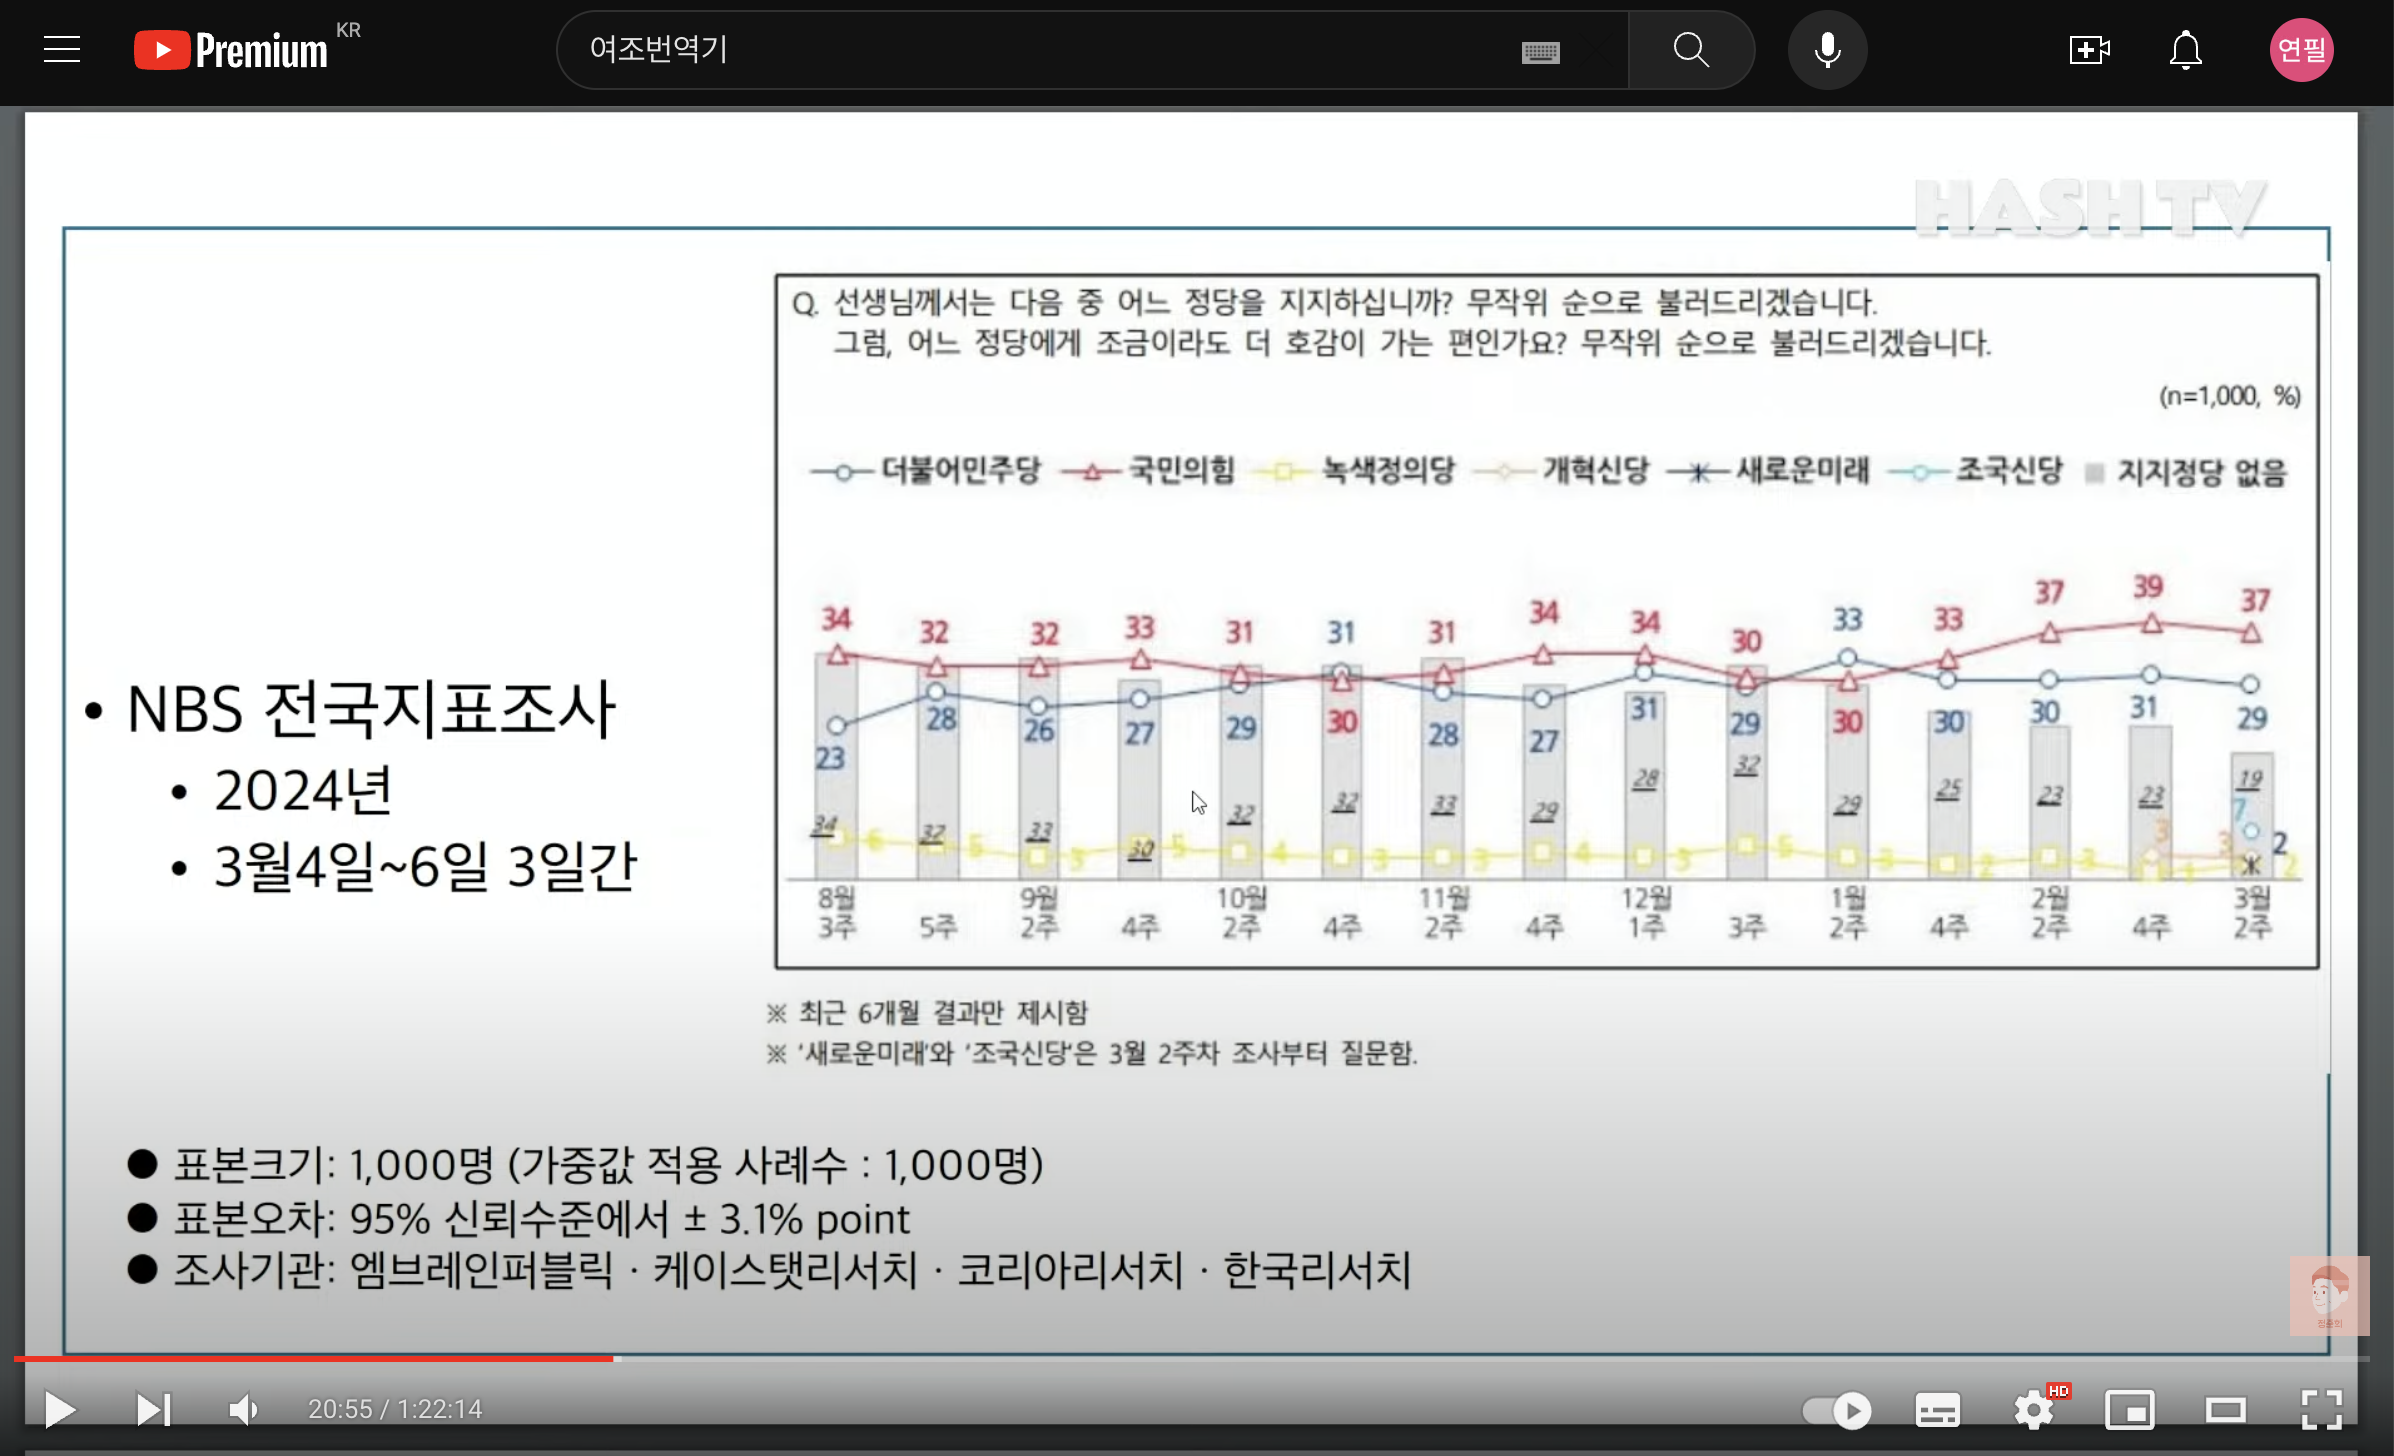 Premium KR
여조번역기
연필
HASH TV
Q. 선생님께서는 다음 중 어느 정당을 지지하십니까? 무작위 순으로 불러드리겠습니다.
그럼, 어느 정당에게 조금이라도 더 호감이 가는 편인가요? 무작위 순으로 불러드리겠습니다.
(n=1,000, %)
더불어민주당 국민의힘 녹색정의당 개혁신당 새로운미래 조국신당 지지정당 없음
34 32 32 33 31 31 31 34 34 30 33 33 37 39 37
23 28 26 27 29 30 28 27 31 29 30 30 30 31 29
34 32 33 30 32 32 33 29 28 32 29 25 23 23 19
7
3 3 2
6 5 3 5 4 3 3 4 3 5 3 2 3 1 2
8월 9월 10월 11월 12월 1월 2월 3월
3주 5주 2주 4주 2주 4주 2주 4주 1주 3주 2주 4주 2주 4주 2주
• NBS 전국지표조사
• 2024년
• 3월4일~6일 3일간
※ 최근 6개월 결과만 제시함
※ '새로운미래'와 '조국신당'은 3월 2주차 조사부터 질문함.
● 표본크기: 1,000명 (가중값 적용 사례수 : 1,000명)
● 표본오차: 95% 신뢰수준에서 ± 3.1% point
● 조사기관: 엠브레인퍼블릭 · 케이스탯리서치 · 코리아리서치 · 한국리서치
20:55 / 1:22:14
HD